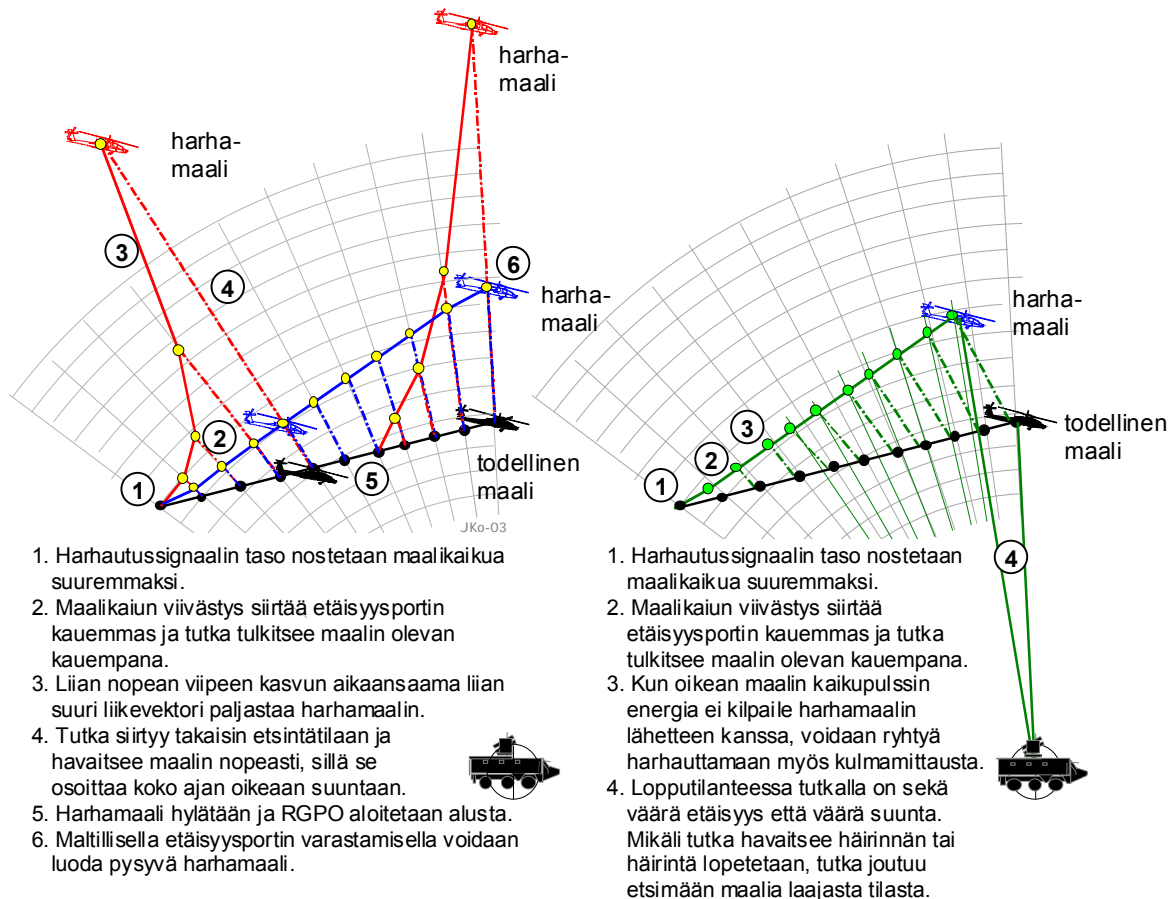 harha-
maali
harha-
maali
3
4
6
harha-
maali
2
1
5
todellinen
maali
JKo-03
1. Harhautussignaalin taso nostetaan maalikaikua
suuremmaksi.
2. Maalikaiun viivästys siirtää etäisyysportin
kauemmas ja tutka tulkitsee maalin olevan
kauempana.
3. Liian nopean viipeen kasvun aikaansaama liian
suuri liikevektori paljastaa harhamaalin.
4. Tutka siirtyy takaisin etsintätilaan ja
havaitsee maalin nopeasti, sillä se
osoittaa koko ajan oikeaan suuntaan.
5. Harhamaali hylätään ja RGPO aloitetaan alusta.
6. Maltillisella etäisyysportin varastamisella voidaan
luoda pysyvä harhamaali.
harha-
maali
3
2
1
todellinen
maali
4
1. Harhautussignaalin taso nostetaan
maalikaikua suuremmaksi.
2. Maalikaiun viivästys siirtää
etäisyysportin kauemmas ja tutka
tulkitsee maalin olevan kauempana.
3. Kun oikean maalin kaikupulssin
energia ei kilpaile harhamaalin
lähetteen kanssa, voidaan ryhtyä
harhauttamaan myös kulmamittausta.
4. Lopputilanteessa tutkalla on sekä
väärä etäisyys että väärä suunta.
Mikäli tutka havaitsee häirinnän tai
häirintä lopetetaan, tutka joutuu
etsimään maalia laajasta tilasta.